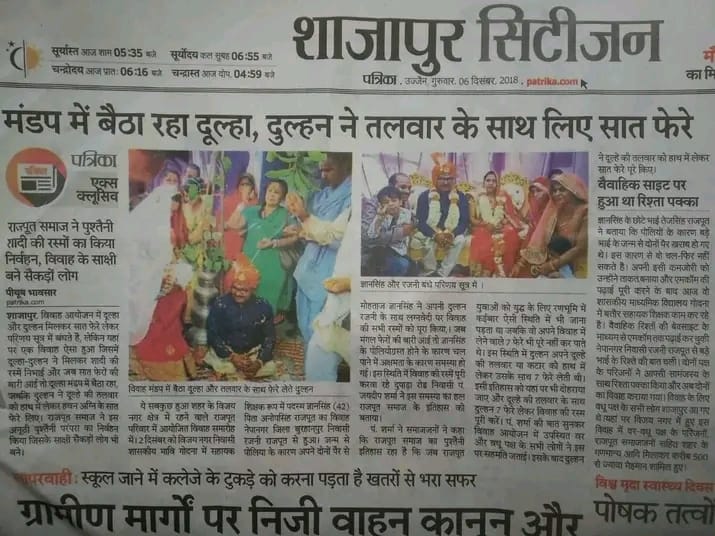 सूर्यास्त आज शाम 05:35 बजे सूर्योदय कल सुबह 06:55 बजे
चन्द्रोदय आज प्रातः 06:16 बजे चन्द्रास्त आज दोप. 04:59 बजे
शाजापुर सिटीजन
पत्रिका . उज्जैन, गुरुवार, 06 दिसंबर, 2018 . patrika.com
का मि
मंडप में बैठा रहा दूल्हा, दुल्हन ने तलवार के साथ लिए सात फेरे
पत्रिका
पत्रिका
एक्स
क्लूसिव
राजपूत समाज ने पुश्तैनी
शादी की रस्मों का किया
निर्वहन, विवाह के साक्षी
बने सैकड़ों लोग
पीयूष भावसार
patrika.com
शाजापुर. विवाह आयोजन में दूल्हा
और दुल्हन मिलकर सात फेरे लेकर
परिणय सूत्र में बंधते है, लेकिन यहां
पर एक विवाह ऐसा हुआ जिसमें
दूल्हा-दुल्हन ने मिलकर शादी की
रस्में निभाई और जब सात फेरों की
बारी आई तो दूल्हा मंडप में बैठा रहा,
जबकि दुल्हन ने दूल्हे की तलवार
को हाथ में लेकर हवन अग्नि के सात
फेरे लिए। राजपूत समाज ने इस
अनूठी पुश्तैनी परंपरा का निर्वहन
किया जिसके साक्षी सैकड़ों लोग भी
बने।
विवाह मंडप में बैठा दूल्हा और तलवार के साथ फेरे लेते दुल्हन
ये सबकुछ हुआ शहर के विजय
नगर क्षेत्र में रहने वाले राजपूत
परिवार में आयोजित विवाह समारोह
में। 2 दिसंबर को विजय नगर निवासी
शासकीय मावि गोदना में सहायक
शिक्षक रूप में पदस्थ ज्ञानसिंह (42)
पिता अनोपसिंह राजपूत का विवाह
नेपानगर जिला बुरहानपुर निवासी
रजनी राजपूत से हुआ। जन्म से
पोलियो के कारण अपने दोनों पैर से
ज्ञानसिंह और रजनी बंधे परिणय सूत्र में।
मोहताज ज्ञानसिंह ने अपनी दुल्हन
रजनी के साथ लग्नवेदी पर विवाह
की सभी रस्मों को पूरा किया। जब
मंगल फेरों की बारी आई तो ज्ञानसिंह
के पोलियोग्रस्त होने के कारण चल
पाने में अक्षमता के कारण समस्या हो
गई। इस स्थिति में विवाह की रस्में पूरी
करवा रहे दुपाड़ा रोड निवासी पं.
जयदीप शर्मा ने इस समस्या का हल
राजपूत समाज के इतिहास को
बताया।
पं. शर्मा ने समाजजनों ने कहा
कि राजपूत समाज का पुश्तैनी
इतिहास रहा है कि जब राजपूत
युवाओं को युद्ध के लिए रणभूमि में
कईबार ऐसी स्थिति में भी जाना
पड़ता था जबकि वो अपने विवाह में
लेने वाले 7 फेरे भी पूरे नहीं कर पाते
थे। इस स्थिति में दुल्हन अपने दूल्हे
की तलवार या कटार की हाथ में
लेकर उसके साथ 7 फेरे लेती थी।
इसी इतिहास को यहां पर भी दोहराया
जाए और दूल्हे की तलवार के साथ
दुल्हन 7 फेरे लेकर विवाह की रस्म
पूरी करें। पं. शर्मा की बात सुनकर
विवाह आयोजन में उपस्थित वर
और वधू पक्ष के सभी लोगों ने इस
पर सहमति जताई। इसके बाद दुल्हन
ने दूल्हे की तलवार को हाथ में लेकर
सात फेरे पूरे किए।
वैवाहिक साइट पर
हुआ था रिश्ता पक्का
ज्ञानसिंह के छोटे भाई तेजसिंह राजपूत
ने बताया कि पोलियो के कारण बड़े
भाई के जन्म से दोनों पैर खराब हो गए
थे। इस कारण से वो चल-फिर नहीं
सकते है। अपनी इसी कमजोरी को
उन्होंने ताकत बनाया और एमकॉम की
पढ़ाई पूरी करने के बाद आज वो
शासकीय माध्यमिक विद्यालय गोदना
में बतौर सहायक शिक्षक काम कर रहे
है। वैवाहिक रिश्तों की वेबसाइट के
माध्यम से एमकॉम तक पढ़ाई कर चुकी
नेपानगर निवासी रजनी राजपूत से बड़े
भाई के रिश्ते की बात चली। दोनों पक्ष
के परिजनों ने आपसी सामंजस्य के
साथ रिश्ता पक्का किया और अब दोनों
का विवाह कराया गया। विवाह के लिए
वधू पक्ष के सभी लोग शाजापुर आ गए
थे यहां पर विजय नगर में हुए इस
विवाह में वर-वधू पक्ष के परिजनों,
राजपूत समाजजनों सहित शहर के
गणमान्य आदि मिलाकर करीब 500
से ज्यादा मेहमान शामिल हुए।
लापरवाही: स्कूल जाने में कलेजे के टुकड़े को करना पड़ता है खतरों से भरा सफर
ग्रामीण मार्गों पर निजी वाहन कानून और
विश्व मृदा स्वास्थ्य दिवस
पोषक तत्वो